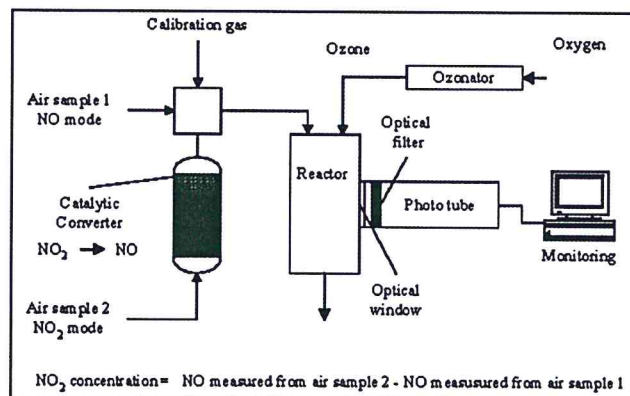 Calibration gas
Ozone
Oxygen
Ozonator
Air sample 1
NO mode
Optical
filter
Reactor
Photo tube
Catalytic
Converter
NO2 → NO
Monitoring
Optical
window
Air sample 2
NO2 mode
NO2 concentration = NO measured from air sample 2 - NO measusured from air sample 1